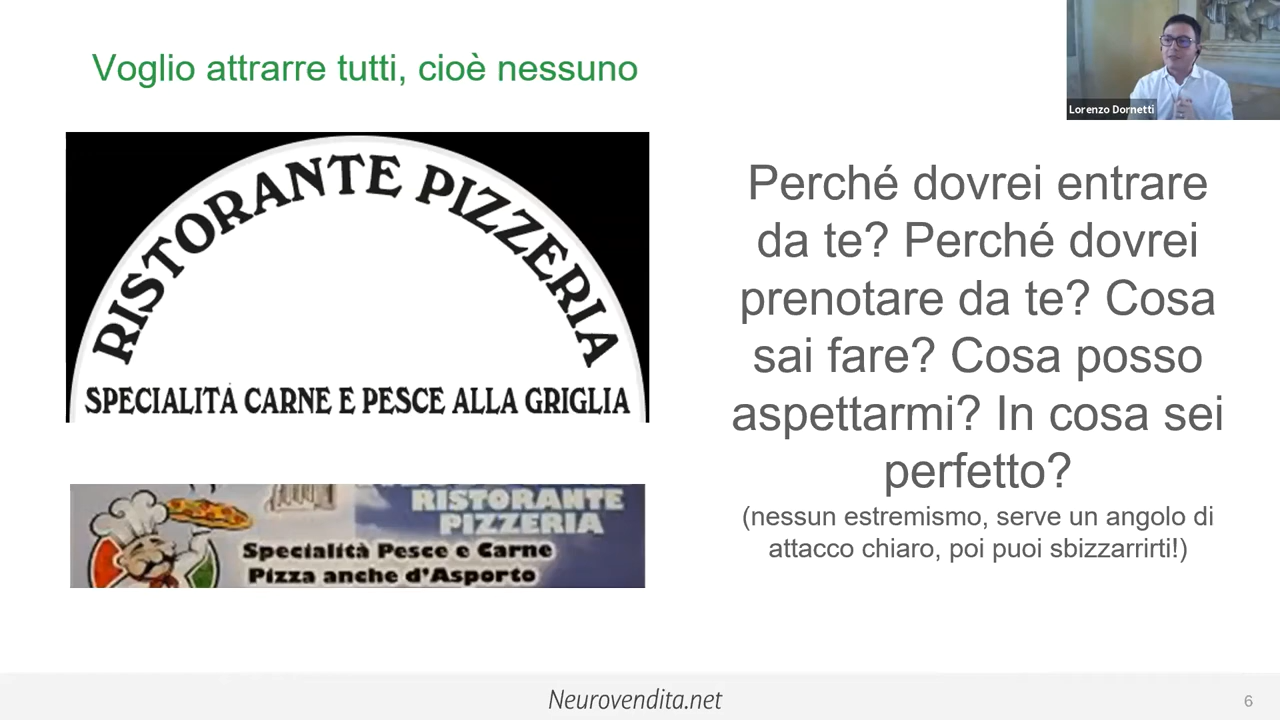 Voglio attrarre tutti, cioè nessuno
Lorenzo Dornetti
RISTORANTE PIZZERIA
SPECIALITÀ CARNE E PESCE ALLA GRIGLIA
RISTORANTE
PIZZERIA
Specialità Pesce e Carne
Pizza anche d'Asporto
Perché dovrei entrare
da te? Perché dovrei
prenotare da te? Cosa
sai fare? Cosa posso
aspettarmi? In cosa sei
perfetto?
(nessun estremismo, serve un angolo di
attacco chiaro, poi puoi sbizzarrirti!)
Neurovendita.net
6